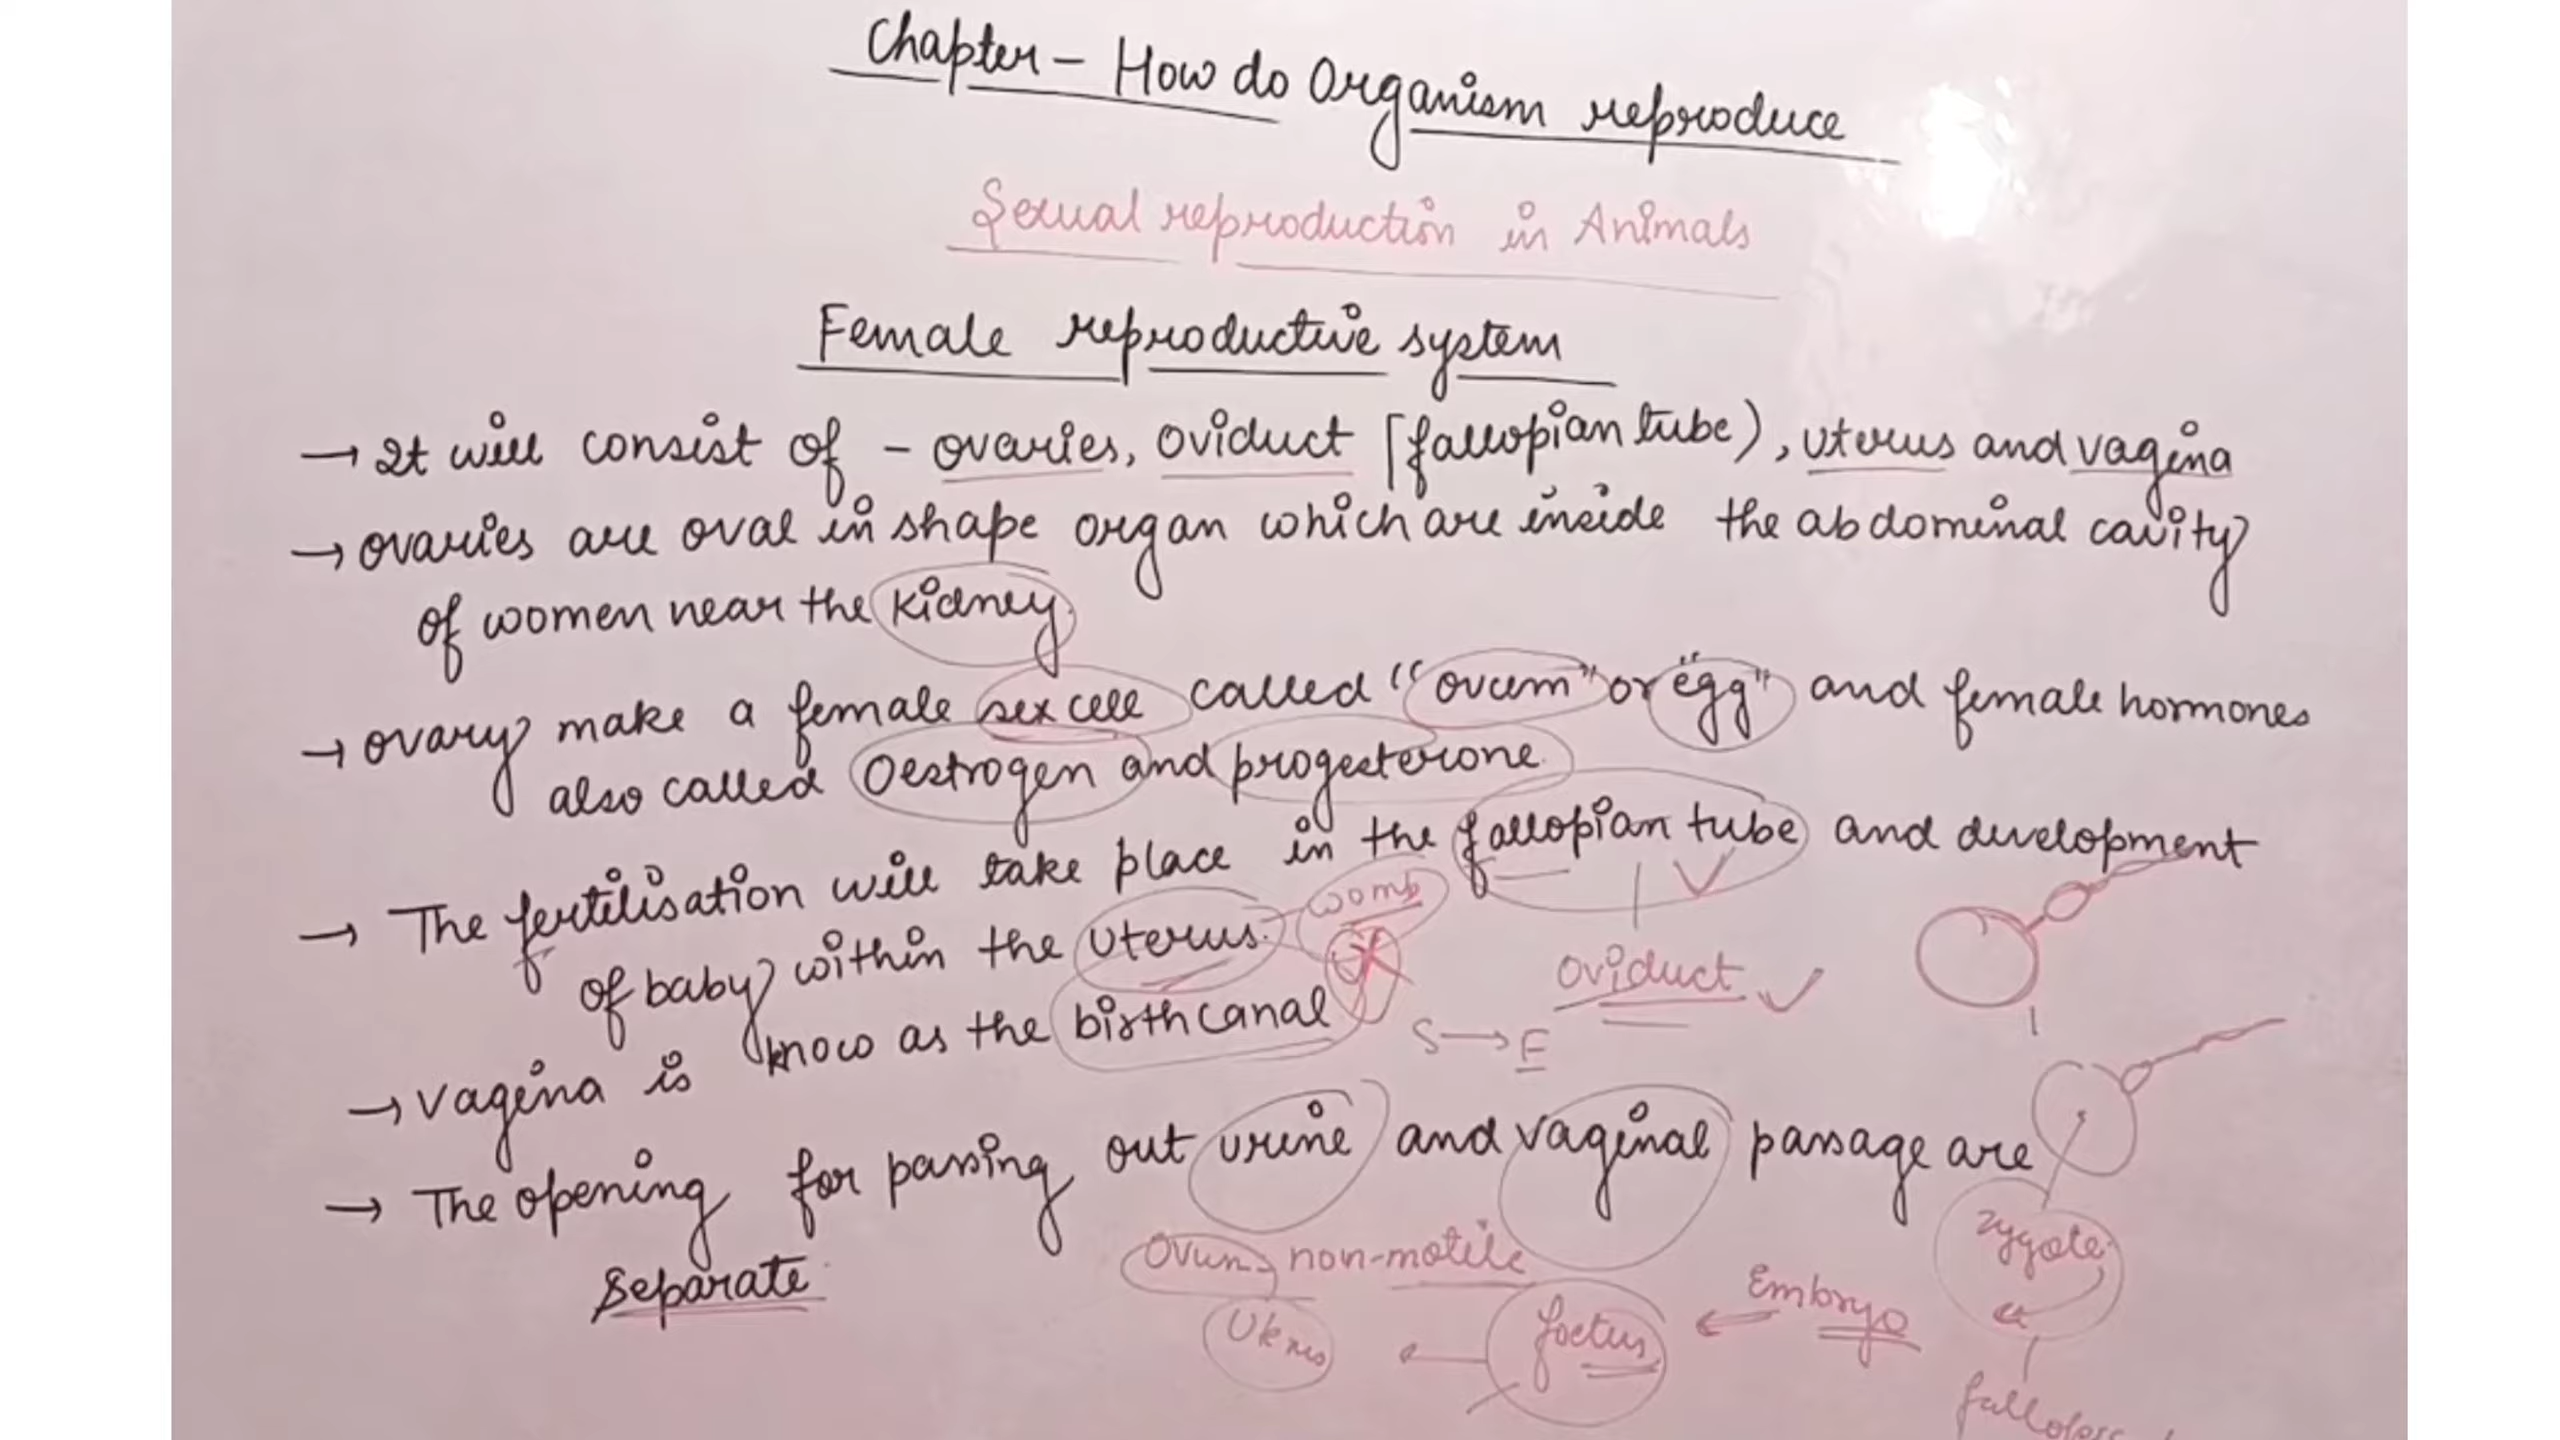 Chapter - How do Organism reproduce
Sexual reproduction in Animals
Female reproductive system
→ It will consist of - ovaries, oviduct [fallopian tube), uterus and vagina
→ ovaries are oval in shape organ which are inside the abdominal cavity
of women near the kidney.
→ ovary make a female sex cell called "ovum" or "egg" and female hormones
also called Oestrogen and progesterone.
→ The fertilisation will take place in the fallopian tube and development
womb
of baby within the uterus.
oviduct ✓
→ vagina is know as the birth canal
S → E
→ The opening for passing out urine and vaginal passage are
separate.
Ovum → non-motile
zygote
Embryo
foetus